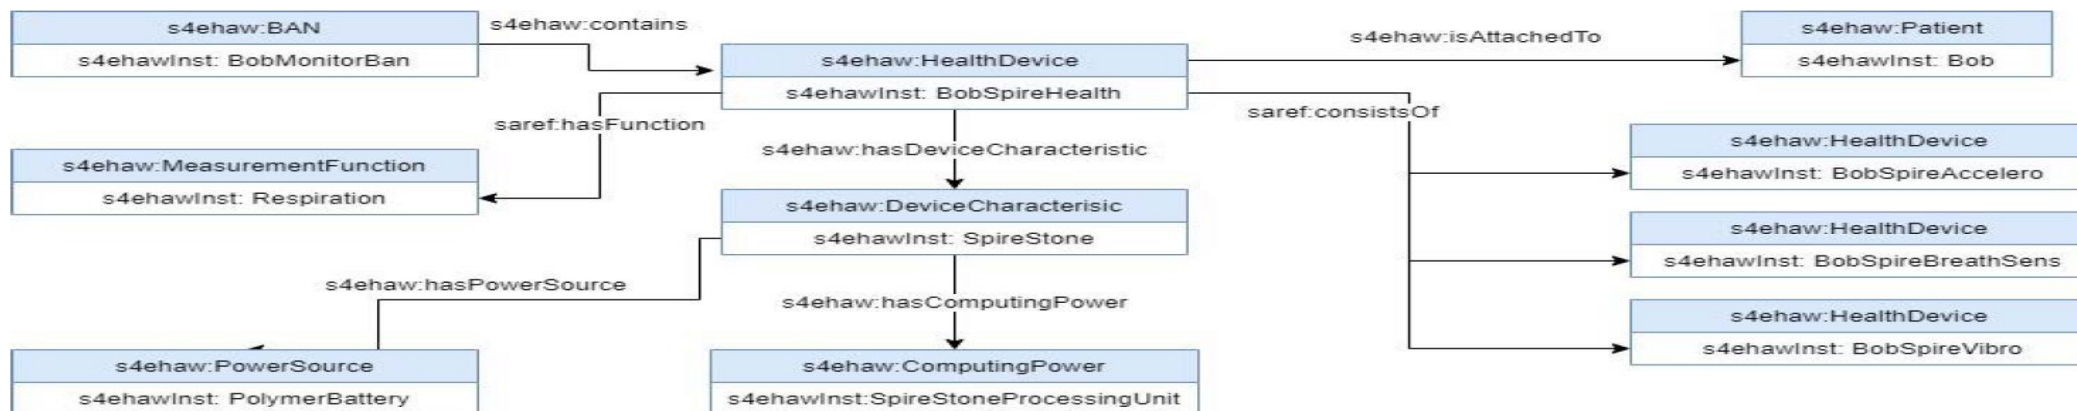 s4ehaw:BAN
s4ehawInst: BobMonitorBan
s4ehaw:contains
s4ehaw:HealthDevice
s4ehawInst: BobSpireHealth
s4ehaw:isAttachedTo
s4ehaw:Patient
s4ehawInst: Bob
saref:hasFunction
s4ehaw:MeasurementFunction
s4ehawInst: Respiration
s4ehaw:hasDeviceCharacteristic
saref:consistsOf
s4ehaw:HealthDevice
s4ehawInst: BobSpireAccelero
s4ehaw:DeviceCharacterisic
s4ehawInst: SpireStone
s4ehaw:HealthDevice
s4ehawInst: BobSpireBreathSens
s4ehaw:hasPowerSource
s4ehaw:hasComputingPower
s4ehaw:HealthDevice
s4ehawInst: BobSpireVibro
s4ehaw:PowerSource
s4ehawInst: PolymerBattery
s4ehaw:ComputingPower
s4ehawInst:SpireStoneProcessingUnit